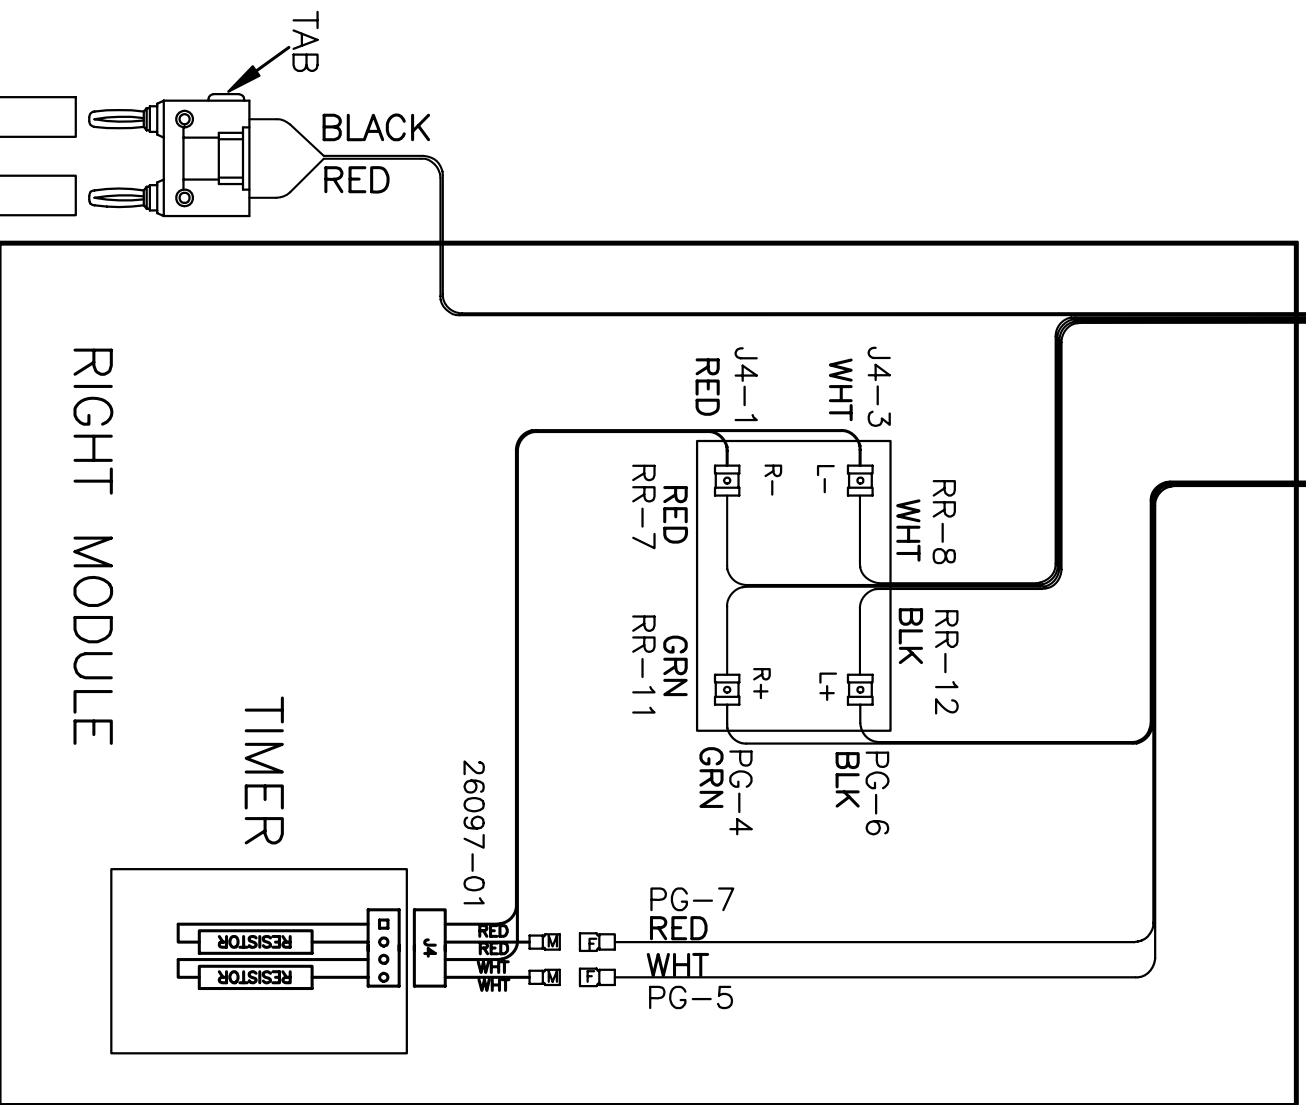 TAB
BLACK
RED
RIGHT MODULE
J4-1
RED
J4-3
WHT
R-
L-
RED
RR-7
RR-8
WHT
GRN
RR-11
RR-12
BLK
R+
L+
PG-4
GRN
PG-6
BLK
TIMER
26097-01
RESISTOR
RESISTOR
J4
RED
RED
WHT
WHT
M
F
M
F
PG-7
RED
WHT
PG-5